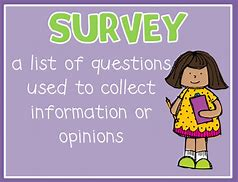 SURVEY
a list of questions
used to collect
information or
opinions